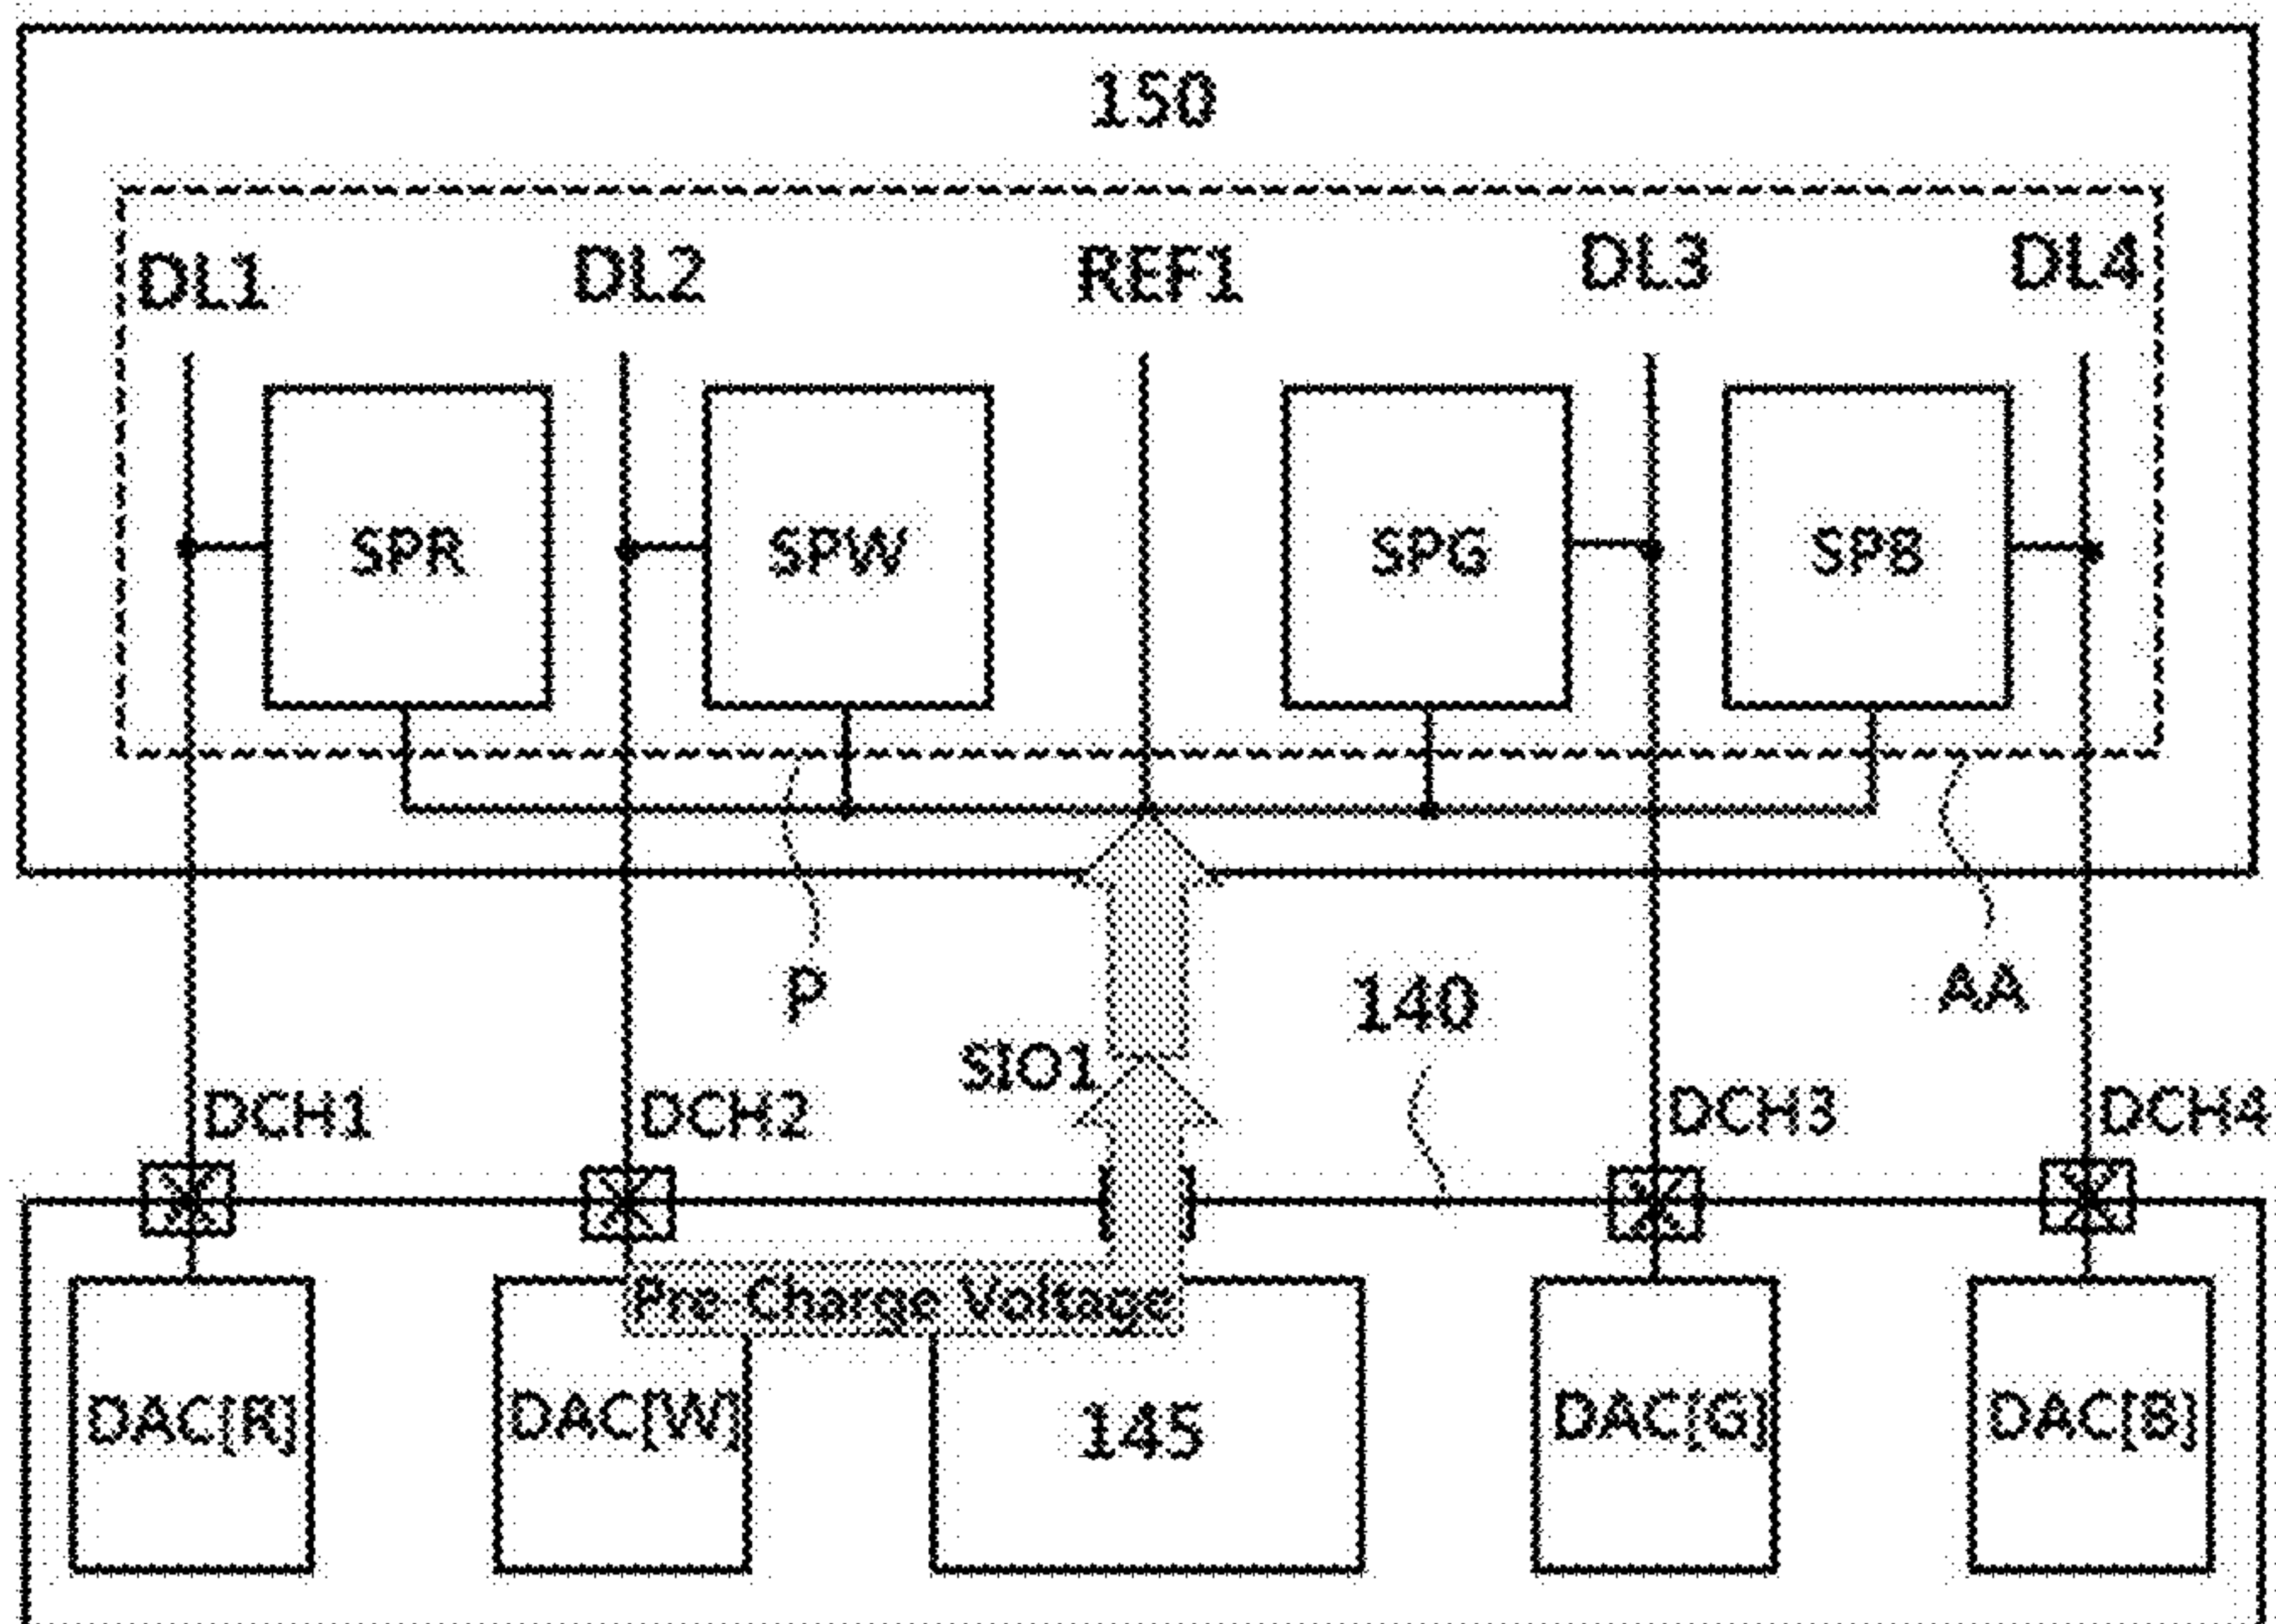 150
DL1 DL2 REF1 DL3 DL4
SPR SPW SPG SPB
P 140 AA
SIO1
DCH1 DCH2 DCH3 DCH4
Pre-Charge Voltage
DAC[R] DAC[W] 145 DAC[G] DAC[B]